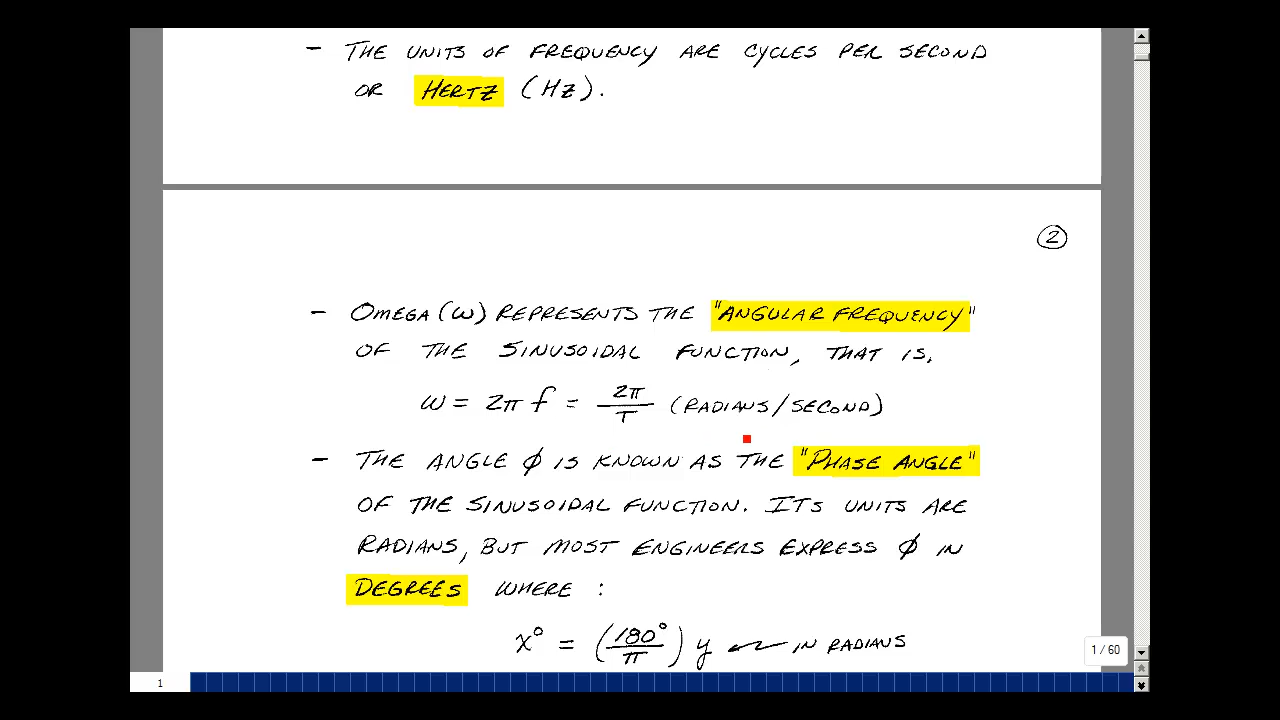 - THE UNITS OF FREQUENCY ARE CYCLES PER SECOND
OR HERTZ (HZ).
2
- OMEGA (ω) REPRESENTS THE "ANGULAR FREQUENCY"
OF THE SINUSOIDAL FUNCTION, THAT IS,
ω = 2π f = 2π/T (RADIANS/SECOND)
- THE ANGLE φ IS KNOWN AS THE "PHASE ANGLE"
OF THE SINUSOIDAL FUNCTION. ITS UNITS ARE
RADIANS, BUT MOST ENGINEERS EXPRESS φ IN
DEGREES WHERE :
x° = (180°/π) y ← IN RADIANS
1 / 60
1